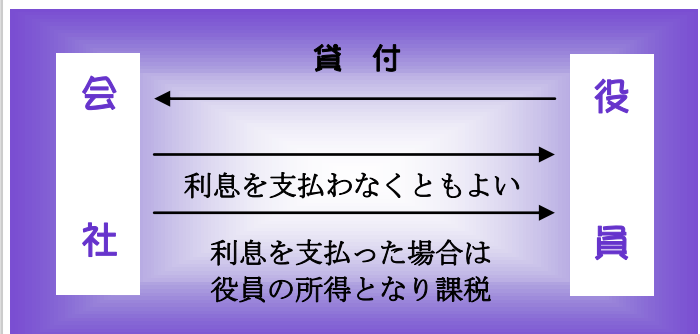 貸 付
会 社
役 員
利息を支払わなくともよい
利息を支払った場合は
役員の所得となり課税